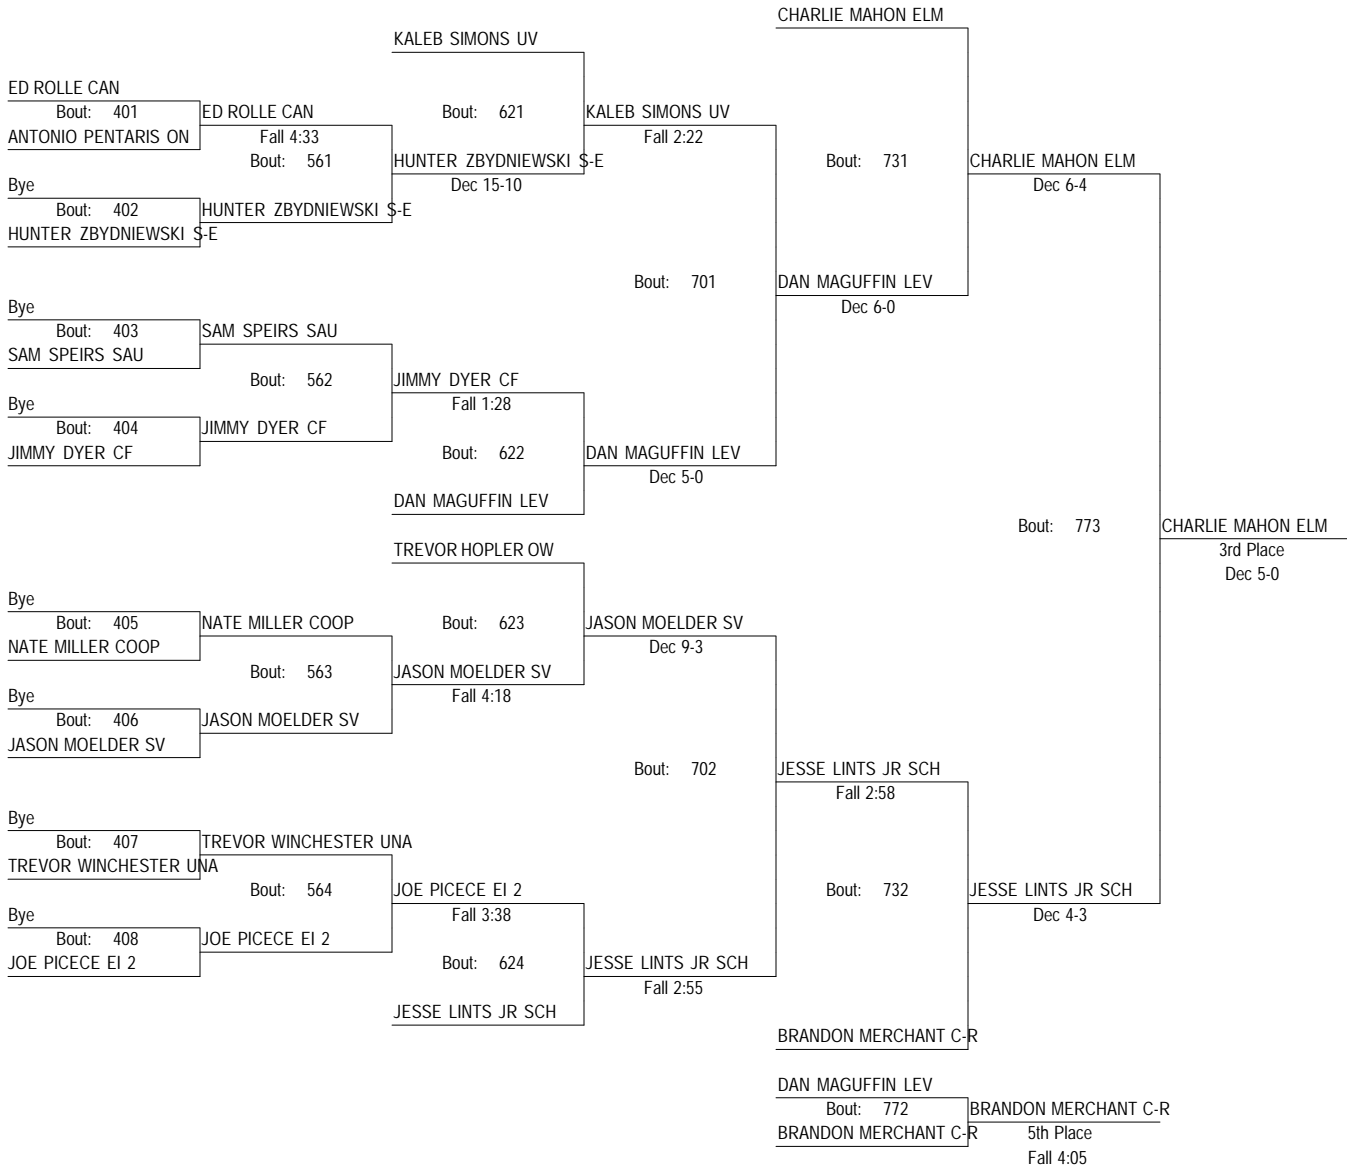 CHARLIE MAHON ELM
KALEB SIMONS UV
ED ROLLE CAN
Bout: 401
ED ROLLE CAN
Bout: 621
KALEB SIMONS UV
ANTONIO PENTARIS ON
Fall 4:33
Fall 2:22
Bout: 561
HUNTER ZBYDNIEWSKI S-E
Bout: 731
CHARLIE MAHON ELM
Bye
Dec 15-10
Dec 6-4
Bout: 402
HUNTER ZBYDNIEWSKI S-E
HUNTER ZBYDNIEWSKI S-E
Bout: 701
DAN MAGUFFIN LEV
Bye
Dec 6-0
Bout: 403
SAM SPEIRS SAU
SAM SPEIRS SAU
Bout: 562
JIMMY DYER CF
Bye
Fall 1:28
Bout: 404
JIMMY DYER CF
JIMMY DYER CF
Bout: 622
DAN MAGUFFIN LEV
Dec 5-0
DAN MAGUFFIN LEV
Bout: 773
CHARLIE MAHON ELM
TREVOR HOPLER OW
3rd Place
Dec 5-0
Bye
Bout: 405
NATE MILLER COOP
Bout: 623
JASON MOELDER SV
NATE MILLER COOP
Dec 9-3
Bout: 563
JASON MOELDER SV
Bye
Fall 4:18
Bout: 406
JASON MOELDER SV
JASON MOELDER SV
Bout: 702
JESSE LINTS JR SCH
Fall 2:58
Bye
Bout: 407
TREVOR WINCHESTER UNA
TREVOR WINCHESTER UNA
Bout: 564
JOE PICECE EI 2
Bout: 732
JESSE LINTS JR SCH
Bye
Fall 3:38
Dec 4-3
Bout: 408
JOE PICECE EI 2
JOE PICECE EI 2
Bout: 624
JESSE LINTS JR SCH
Fall 2:55
JESSE LINTS JR SCH
BRANDON MERCHANT C-R
DAN MAGUFFIN LEV
Bout: 772
BRANDON MERCHANT C-R
BRANDON MERCHANT C-R
5th Place
Fall 4:05